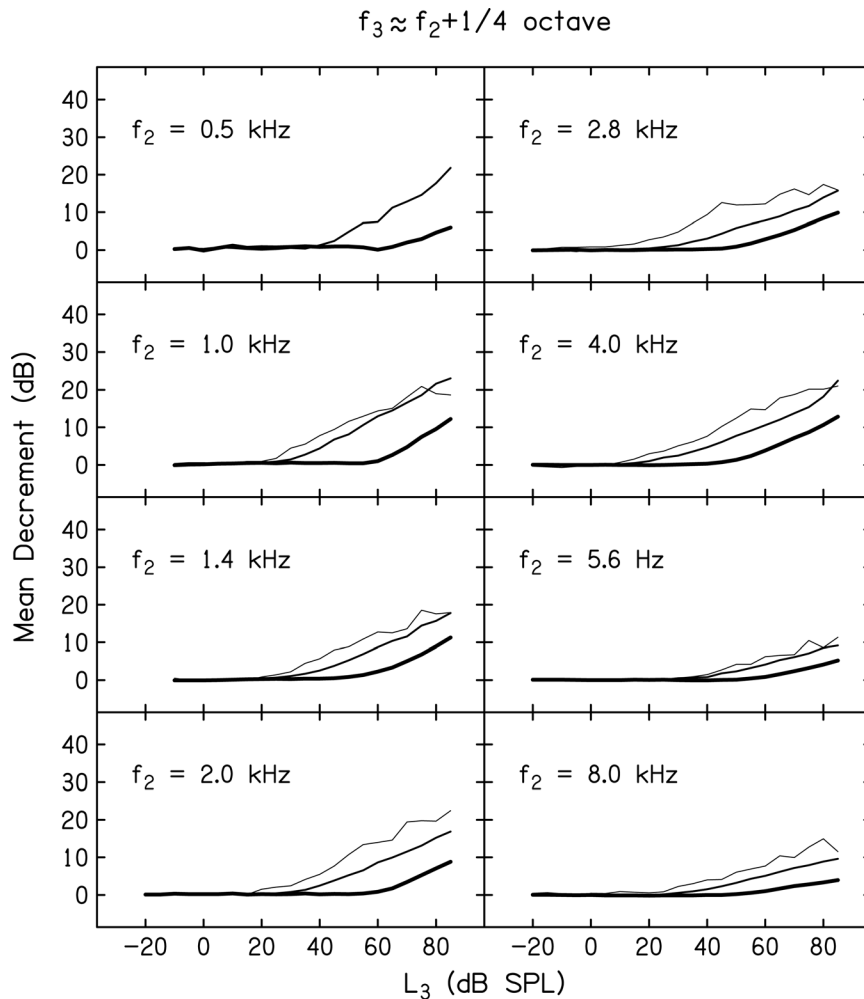 f₃ ≈ f₂+1/4 octave
Mean Decrement (dB)
40
30
20
10
0
f₂ = 0.5 kHz
f₂ = 2.8 kHz
40
30
20
10
0
f₂ = 1.0 kHz
f₂ = 4.0 kHz
40
30
20
10
0
f₂ = 1.4 kHz
f₂ = 5.6 Hz
40
30
20
10
0
f₂ = 2.0 kHz
f₂ = 8.0 kHz
−20 0 20 40 60 80 −20 0 20 40 60 80
L₃ (dB SPL)